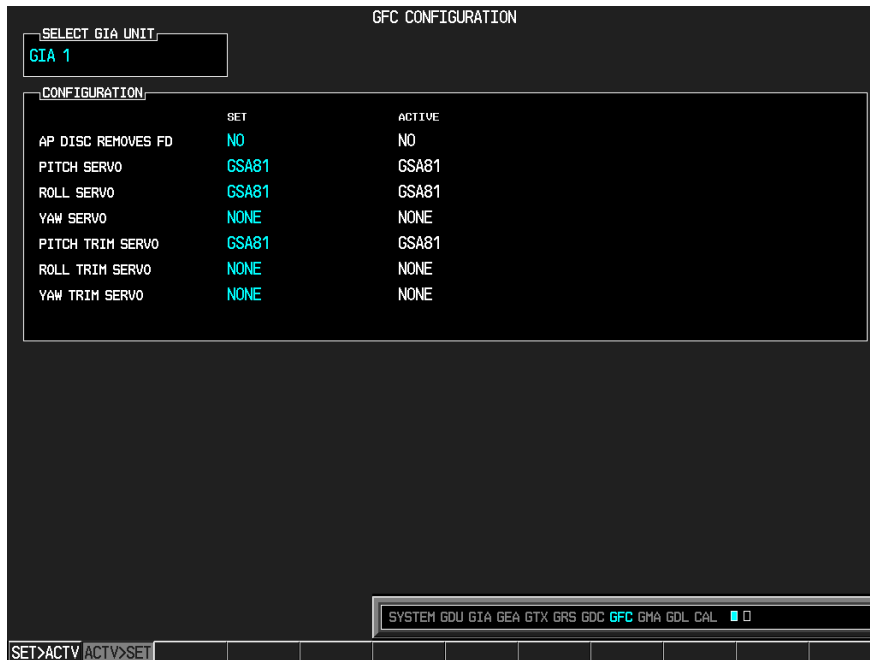 GFC CONFIGURATION
SELECT GIA UNIT
GIA 1
CONFIGURATION
SET ACTIVE
AP DISC REMOVES FD NO NO
PITCH SERVO GSA81 GSA81
ROLL SERVO GSA81 GSA81
YAW SERVO NONE NONE
PITCH TRIM SERVO GSA81 GSA81
ROLL TRIM SERVO NONE NONE
YAW TRIM SERVO NONE NONE
SYSTEM GDU GIA GEA GTX GRS GDC GFC GMA GDL CAL
SET>ACTV ACTV>SET